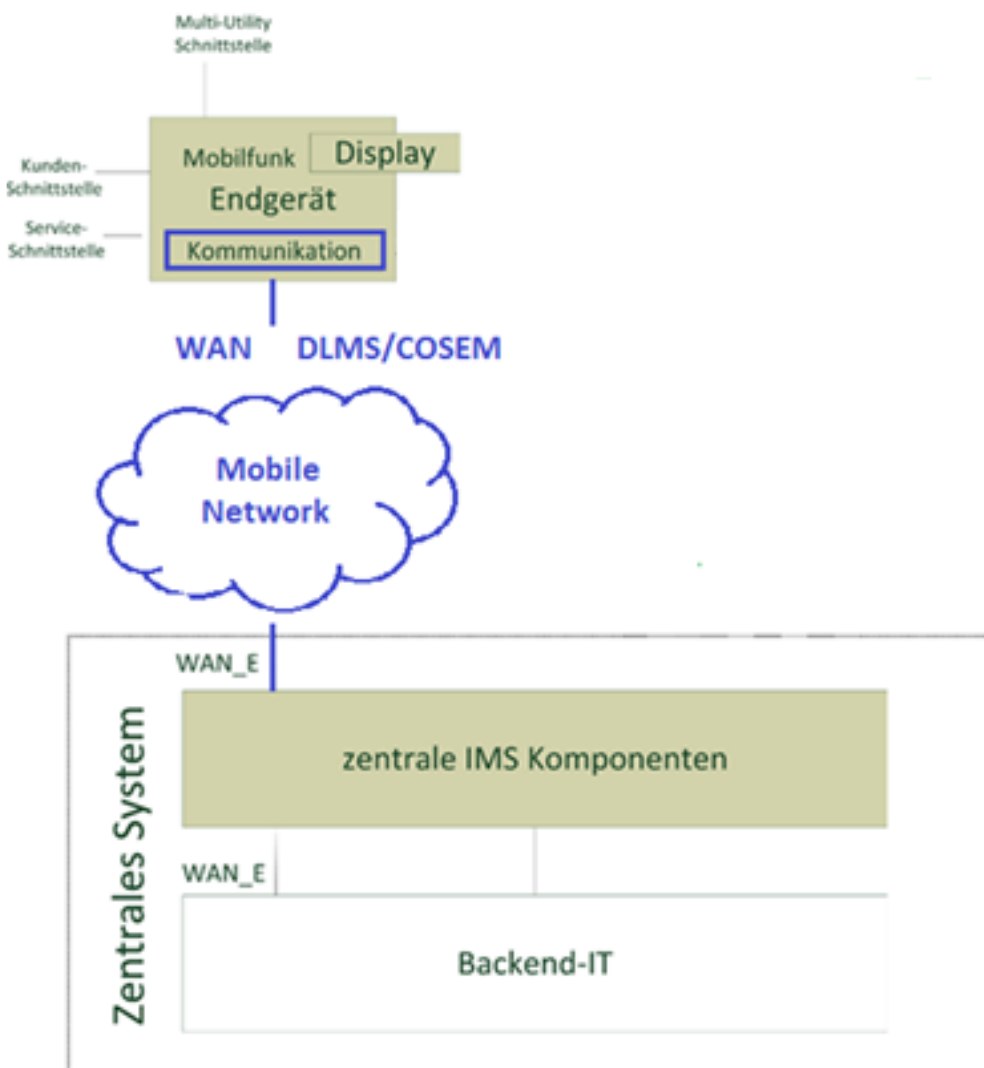 Multi-Utility
Schnittstelle
Mobilfunk
Display
Kunden-
Schnittstelle
Endgerät
Service-
Schnittstelle
Kommunikation
WAN DLMS/COSEM
Mobile
Network
WAN_E
zentrale IMS Komponenten
Zentrales System
WAN_E
Backend-IT